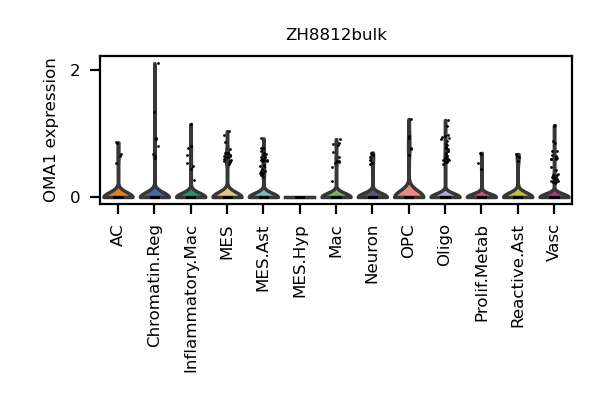 ZH8812bulk
OMA1 expression
2
0
AC
Chromatin.Reg
Inflammatory.Mac
MES
MES.Ast
MES.Hyp
Mac
Neuron
OPC
Oligo
Prolif.Metab
Reactive.Ast
Vasc